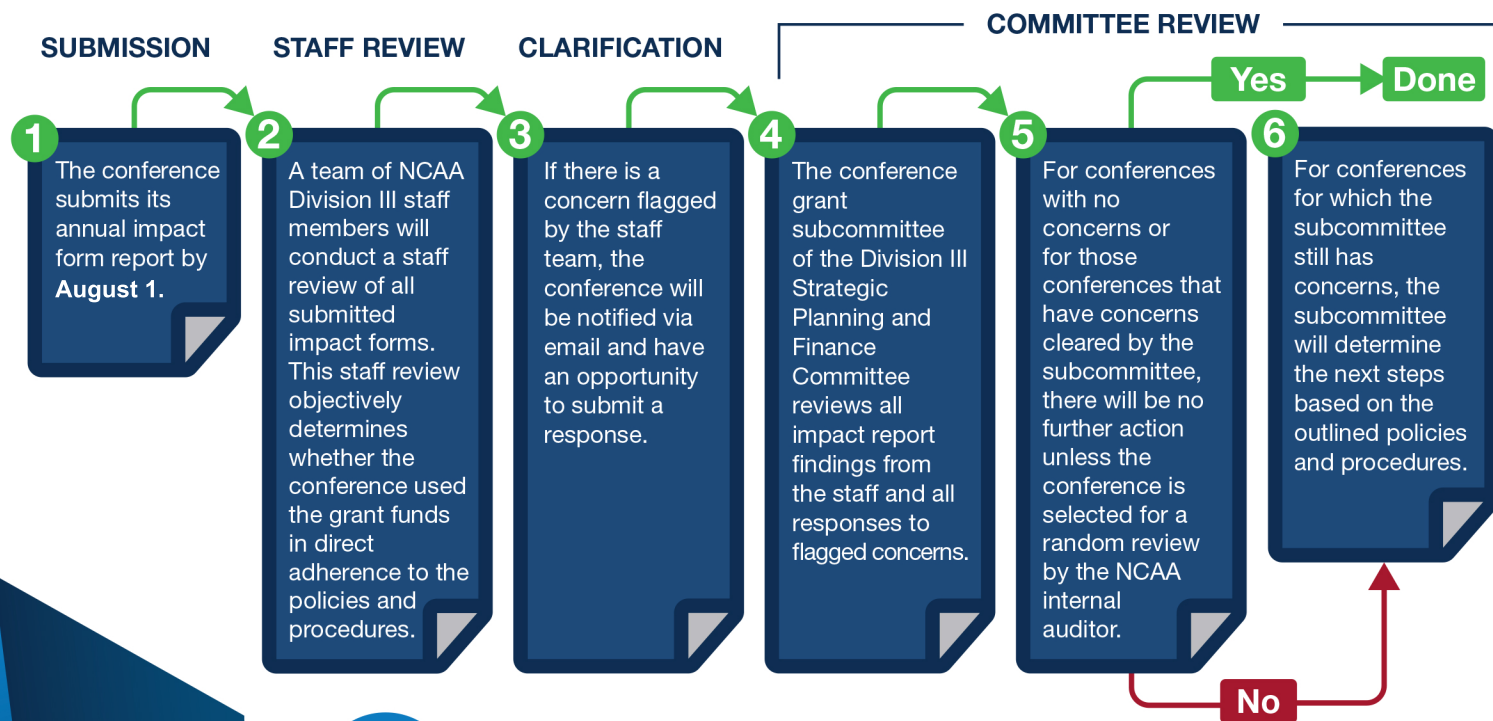 COMMITTEE REVIEW
SUBMISSION
STAFF REVIEW
CLARIFICATION
Yes
Done
1
The conference
submits its
annual impact
form report by
August 1.
2
A team of NCAA
Division III staff
members will
conduct a staff
review of all
submitted
impact forms.
This staff review
objectively
determines
whether the
conference used
the grant funds
in direct
adherence to the
policies and
procedures.
3
If there is a
concern flagged
by the staff
team, the
conference will
be notified via
email and have
an opportunity
to submit a
response.
4
The conference
grant
subcommittee
of the Division III
Strategic
Planning and
Finance
Committee
reviews all
impact report
findings from
the staff and all
responses to
flagged concerns.
5
For conferences
with no
concerns or
for those
conferences that
have concerns
cleared by the
subcommittee,
there will be no
further action
unless the
conference is
selected for a
random review
by the NCAA
internal
auditor.
6
For conferences
for which the
subcommittee
still has
concerns, the
subcommittee
will determine
the next steps
based on the
outlined policies
and procedures.
No